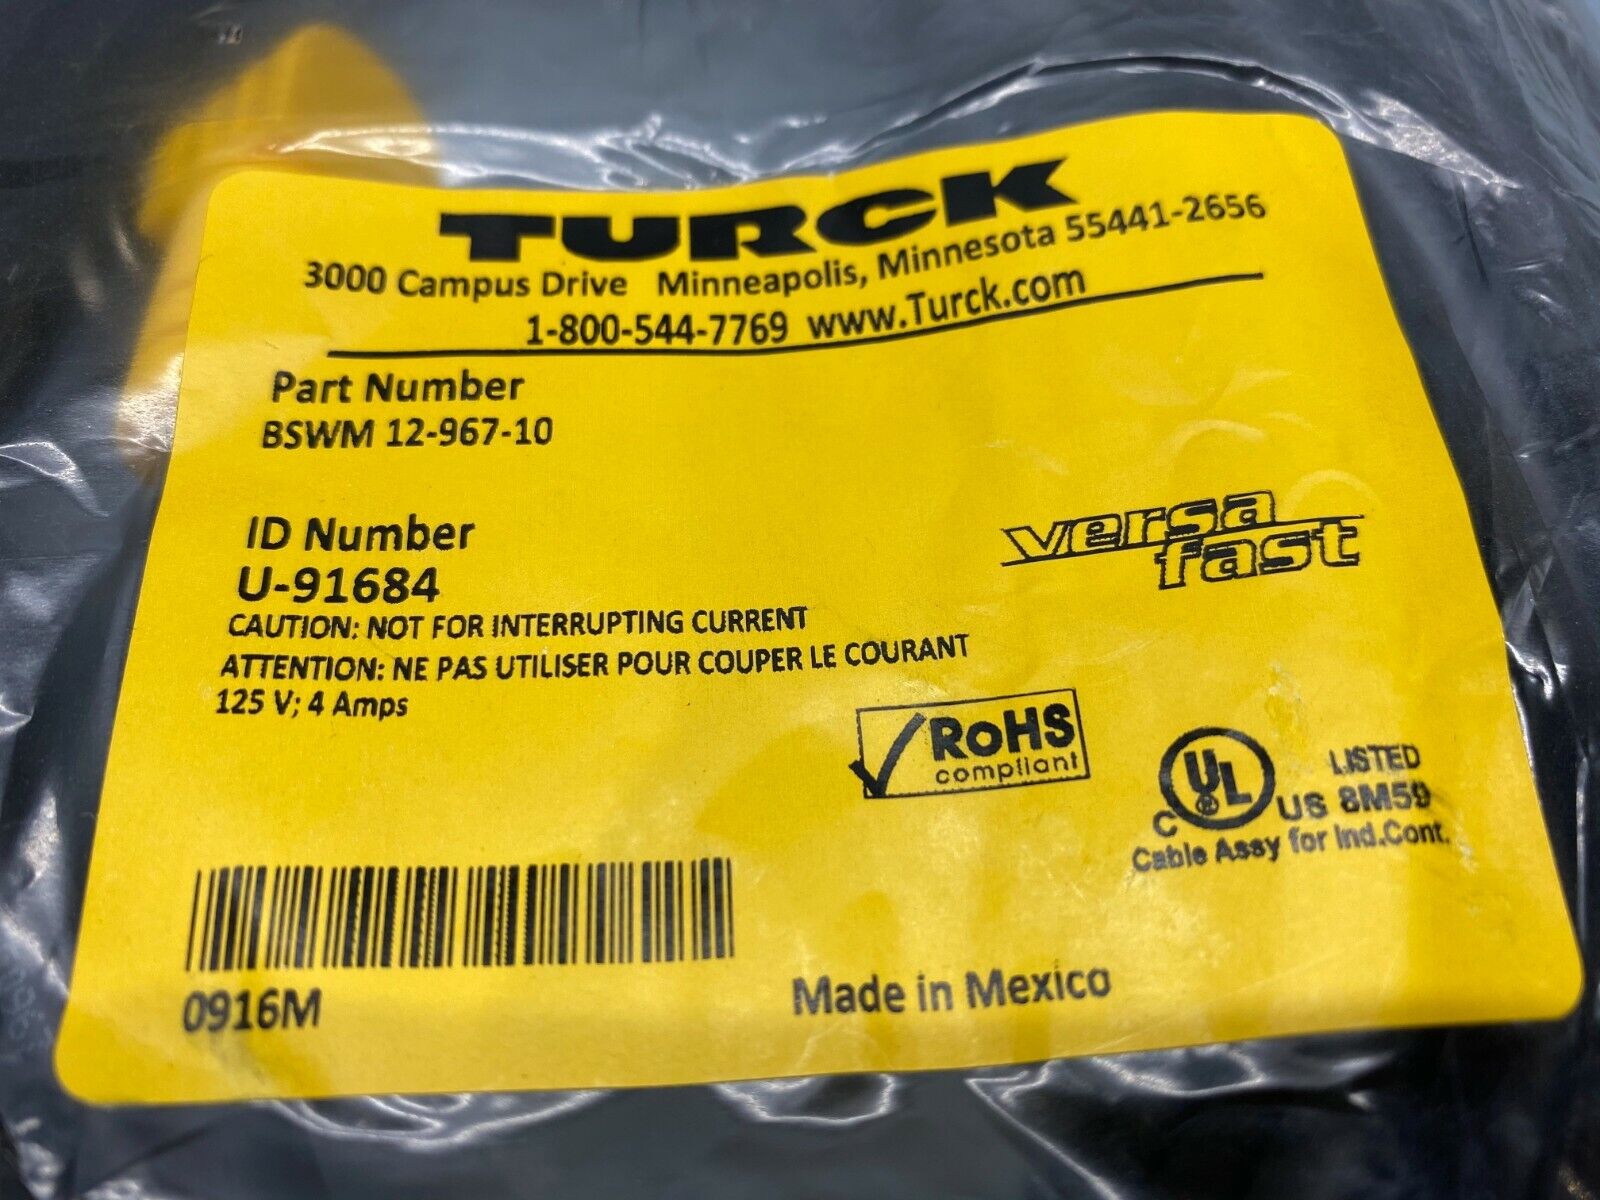 TURCK
3000 Campus Drive Minneapolis, Minnesota 55441-2656
1-800-544-7769 www.Turck.com
Part Number
BSWM 12-967-10
ID Number
U-91684
CAUTION: NOT FOR INTERRUPTING CURRENT
ATTENTION: NE PAS UTILISER POUR COUPER LE COURANT
125 V; 4 Amps
versa
fast
RoHS
compliant
C UL ® US LISTED
8M59
Cable Assy for Ind.Cont.
0916M
Made in Mexico